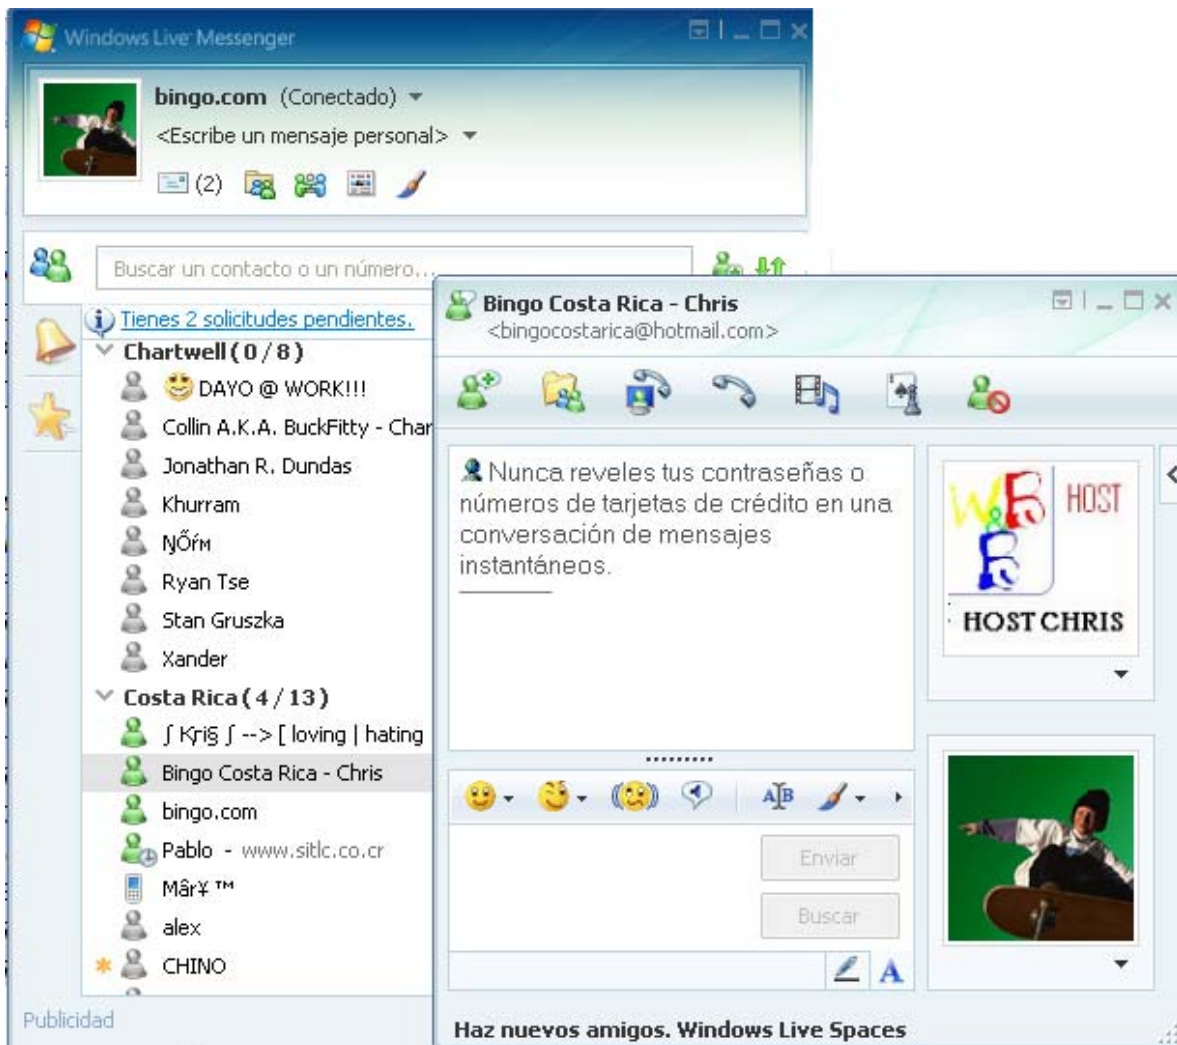 Windows Live Messenger
bingo.com (Conectado)
<Escribe un mensaje personal>
(2)
Buscar un contacto o un número...
Tienes 2 solicitudes pendientes.
Chartwell ( 0 / 8 )
DAYO @ WORK!!!
Collin A.K.A. BuckFitty - Char
Jonathan R. Dundas
Khurram
ŊŐŕм
Ryan Tse
Stan Gruszka
Xander
Costa Rica ( 4 / 13 )
∫ Ķri§ ∫ --> [ loving | hating
Bingo Costa Rica - Chris
bingo.com
Pablo - www.sitlc.co.cr
Mâr¥ ™
alex
CHINO
Publicidad
Bingo Costa Rica - Chris
<bingocostarica@hotmail.com>
Nunca reveles tus contraseñas o
números de tarjetas de crédito en una
conversación de mensajes
instantáneos.
W&B HOST
HOST CHRIS
Enviar
Buscar
Haz nuevos amigos. Windows Live Spaces